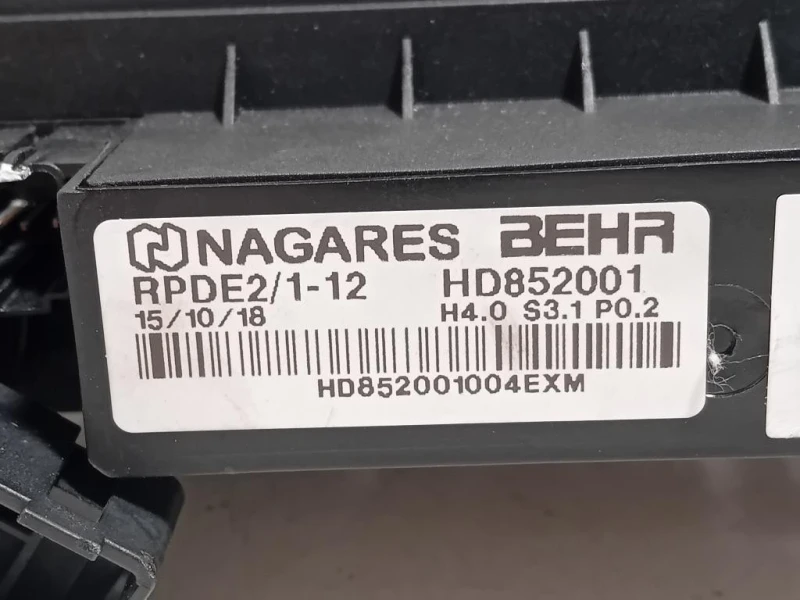 NAGARES BEHR
RPDE2/1-12 HD852001
15/10/18 H4.0 S3.1 P0.2
HD852001004EXM